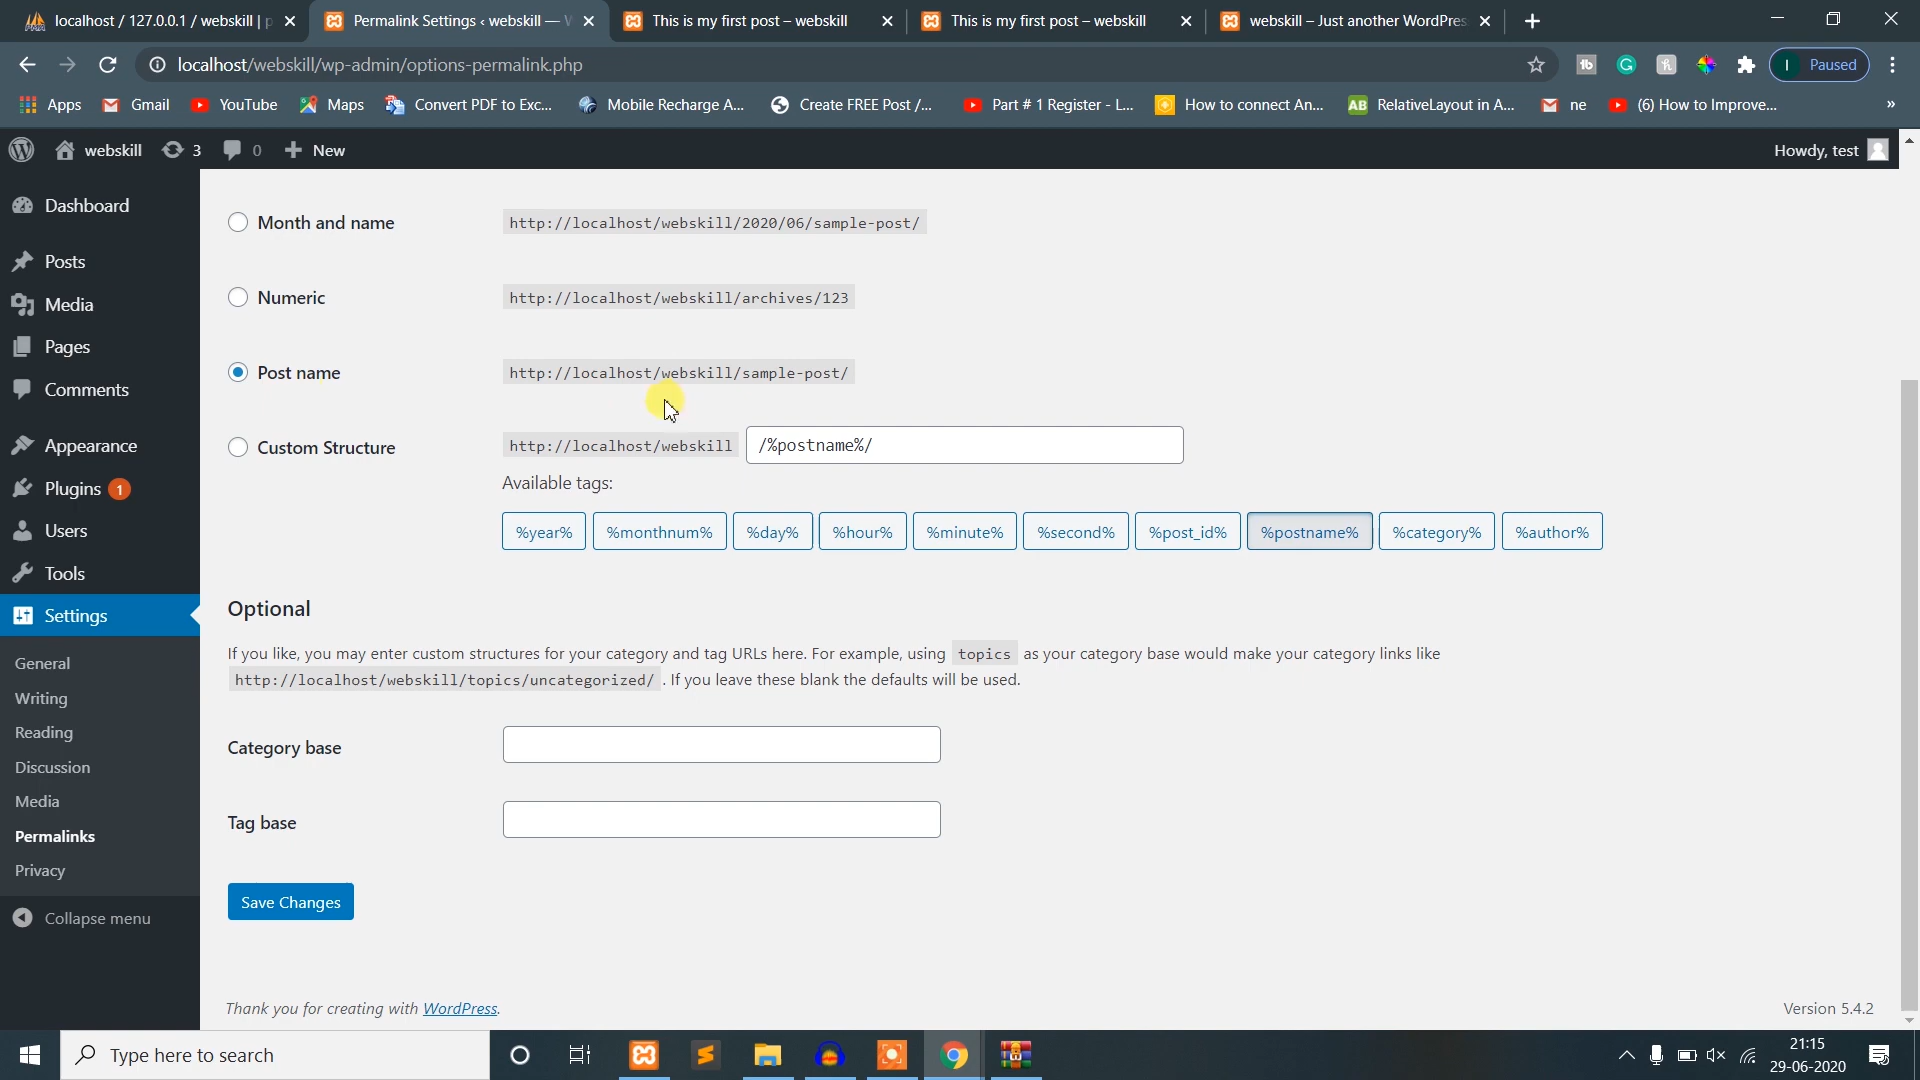 localhost / 127.0.0.1 / webskill | p
Permalink Settings ‹ webskill — W
This is my first post – webskill
This is my first post – webskill
webskill – Just another WordPres
localhost/webskill/wp-admin/options-permalink.php
Paused
Apps
Gmail
YouTube
Maps
Convert PDF to Exc...
Mobile Recharge A...
Create FREE Post /...
Part # 1 Register - L...
How to connect An...
RelativeLayout in A...
ne
(6) How to Improve...
webskill
3
0
New
Howdy, test
Dashboard
Posts
Media
Pages
Comments
Appearance
Plugins 1
Users
Tools
Settings
General
Writing
Reading
Discussion
Media
Permalinks
Privacy
Collapse menu
Month and name
http://localhost/webskill/2020/06/sample-post/
Numeric
http://localhost/webskill/archives/123
Post name
http://localhost/webskill/sample-post/
Custom Structure
http://localhost/webskill /%postname%/
Available tags:
%year% %monthnum% %day% %hour% %minute% %second% %post_id% %postname% %category% %author%
Optional
If you like, you may enter custom structures for your category and tag URLs here. For example, using topics as your category base would make your category links like
http://localhost/webskill/topics/uncategorized/ . If you leave these blank the defaults will be used.
Category base
Tag base
Save Changes
Thank you for creating with WordPress.
Version 5.4.2
Type here to search
21:15
29-06-2020